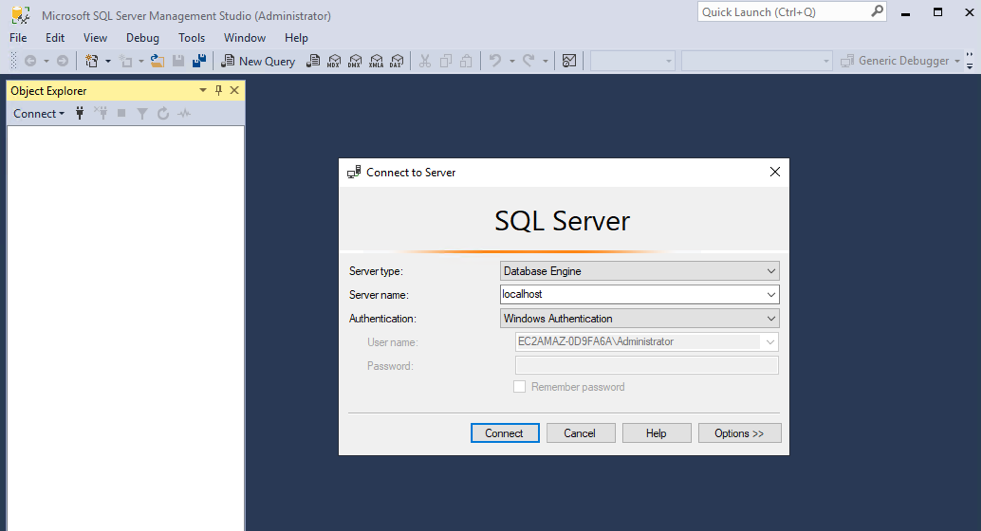 Microsoft SQL Server Management Studio (Administrator)
Quick Launch (Ctrl+Q)
File Edit View Debug Tools Window Help
New Query MDX DMX XMLA DAX Generic Debugger
Object Explorer
Connect
Connect to Server
SQL Server
Server type: Database Engine
Server name: localhost
Authentication: Windows Authentication
User name: EC2AMAZ-0D9FA6A\Administrator
Password:
Remember password
Connect Cancel Help Options >>